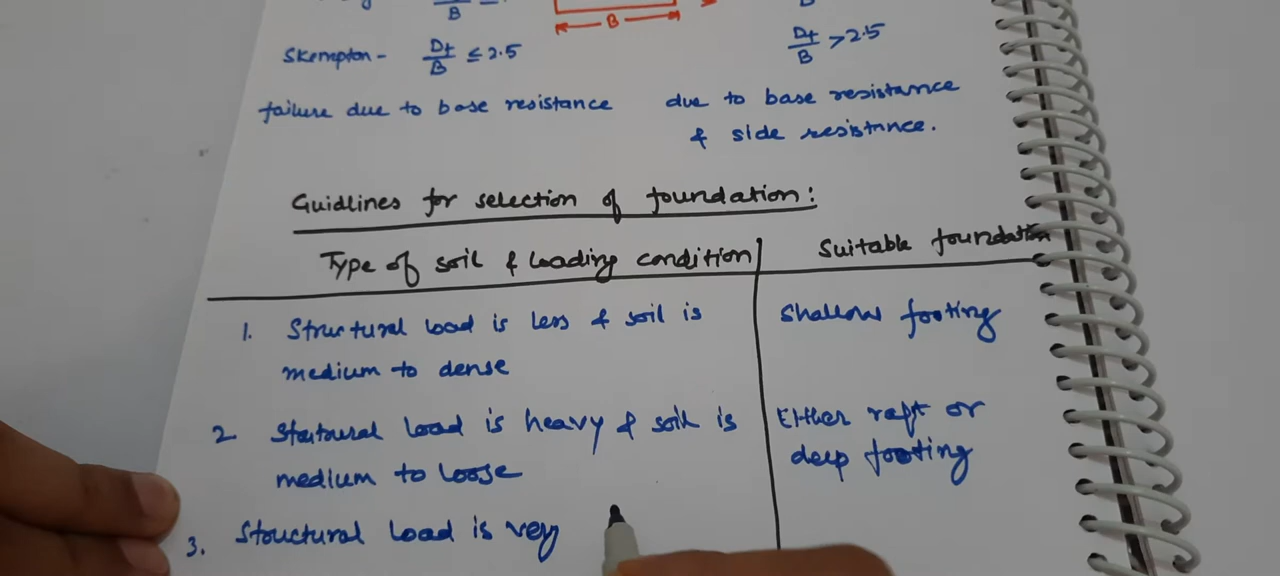 B
B
Skempton - Df/B ≤ 2.5
Df/B > 2.5
failure due to base resistance
due to base resistance
& side resistance.
Guidlines for selection of foundation:
Type of soil & loading condition
Suitable foundation
1. Structural load is less & soil is
medium to dense
Shallow footing
2 Structural load is heavy & soil is
medium to loose
Either raft or
deep footing
3. Structural load is very